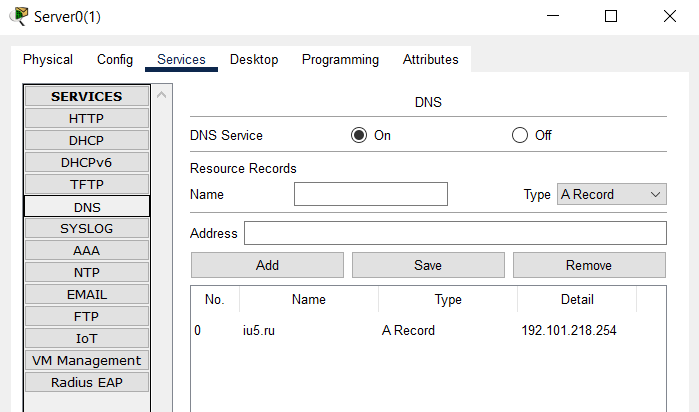 Server0(1)
Physical Config Services Desktop Programming Attributes
SERVICES
HTTP
DHCP
DHCPv6
TFTP
DNS
SYSLOG
AAA
NTP
EMAIL
FTP
IoT
VM Management
Radius EAP
DNS
DNS Service On Off
Resource Records
Name Type A Record
Address
Add Save Remove
No. Name Type Detail
0 iu5.ru A Record 192.101.218.254